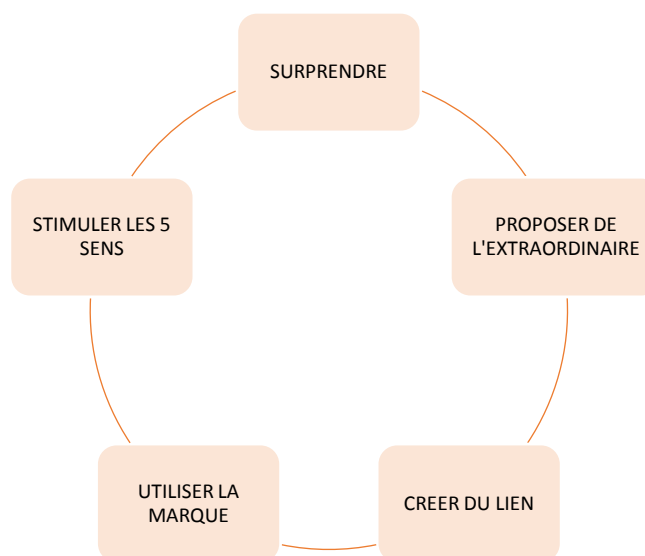 SURPRENDRE
PROPOSER DE
L'EXTRAORDINAIRE
CREER DU LIEN
UTILISER LA
MARQUE
STIMULER LES 5
SENS